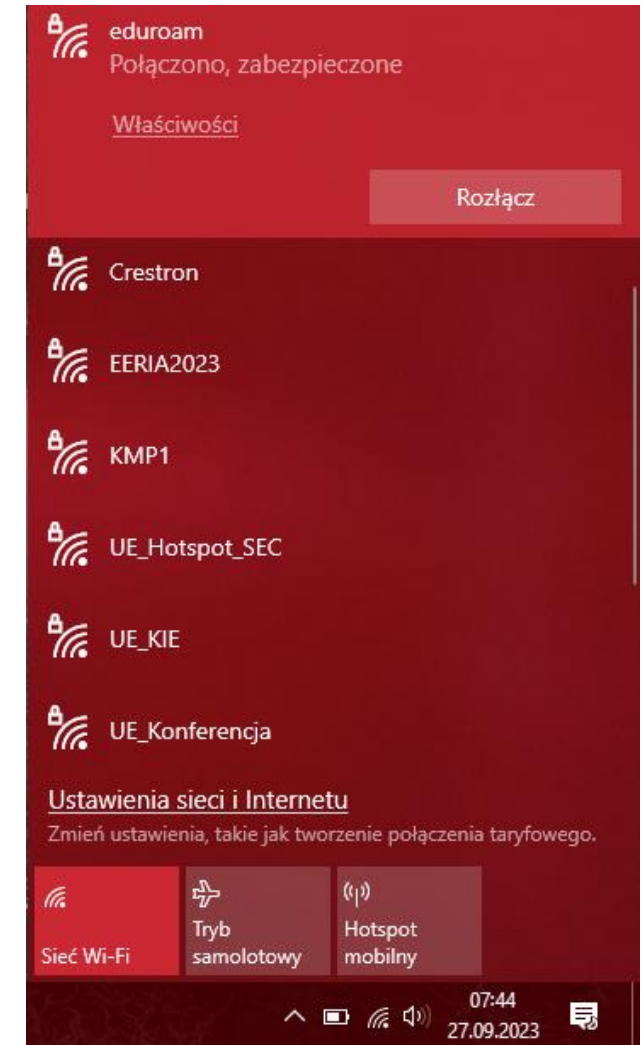 eduroam
Połączono, zabezpieczone
Właściwości
Rozłącz
Crestron
EERIA2023
KMP1
UE_Hotspot_SEC
UE_KIE
UE_Konferencja
Ustawienia sieci i Internetu
Zmień ustawienia, takie jak tworzenie połączenia taryfowego.
Sieć Wi-Fi
Tryb
samolotowy
Hotspot
mobilny
07:44
27.09.2023